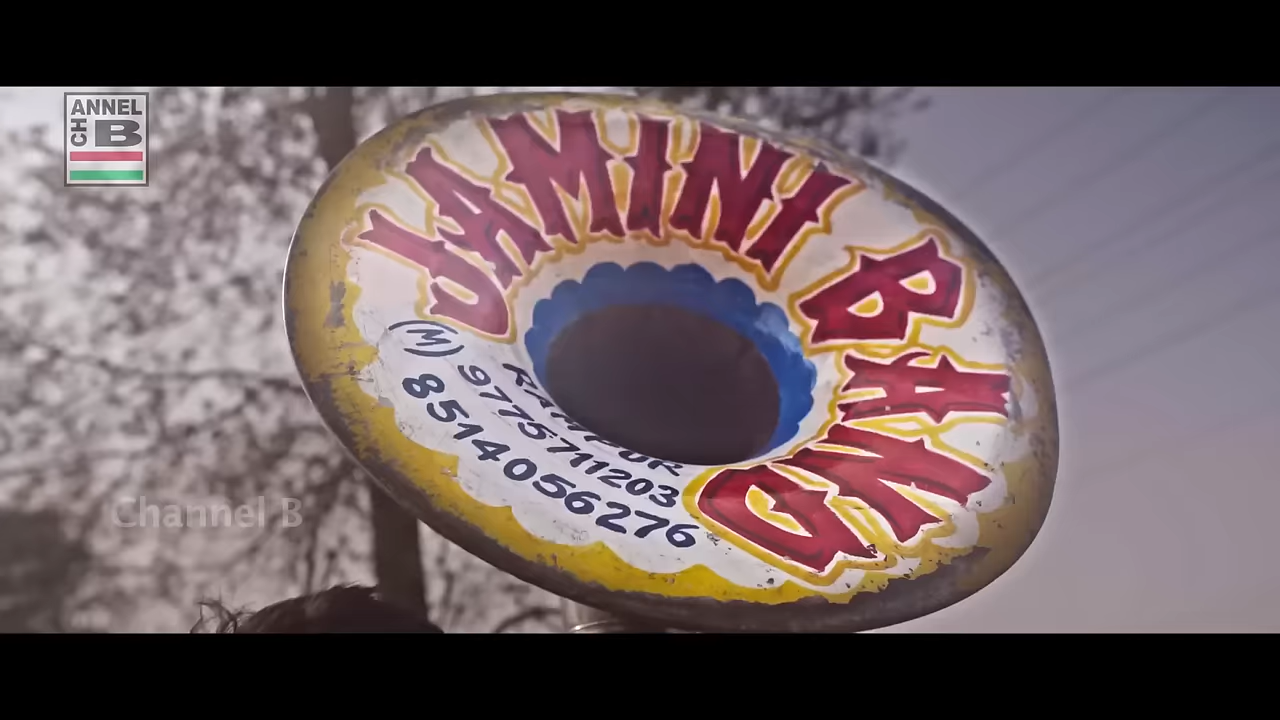 CHANNEL B
JAMINI BAND
RAMPUR
(M) 9775711203
8514056276
Channel B